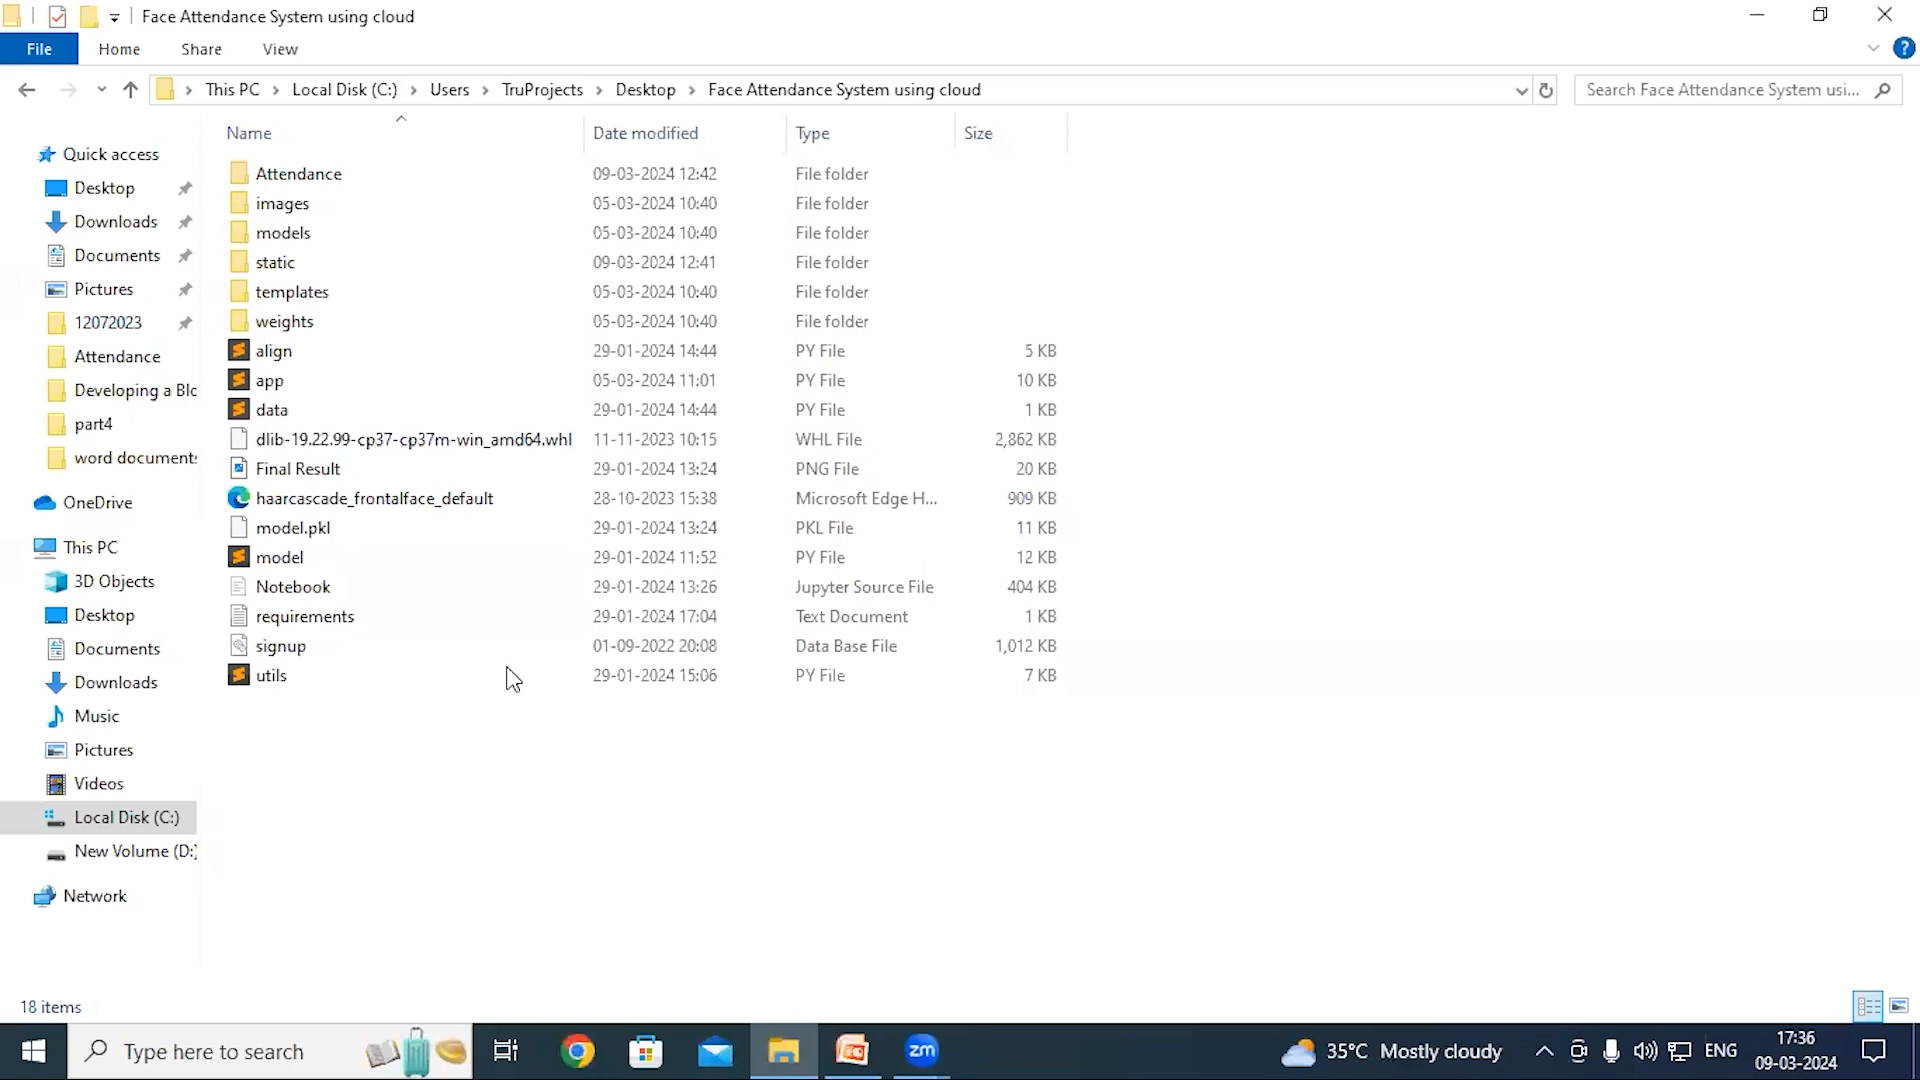 Face Attendance System using cloud
File Home Share View
This PC Local Disk (C:) Users TruProjects Desktop Face Attendance System using cloud Search Face Attendance System usi...
Name Date modified Type Size
Quick access
Desktop
Downloads
Documents
Pictures
12072023
Attendance
Developing a Blc
part4
word documents
OneDrive
This PC
3D Objects
Desktop
Documents
Downloads
Music
Pictures
Videos
Local Disk (C:)
New Volume (D:)
Network
Attendance 09-03-2024 12:42 File folder
images 05-03-2024 10:40 File folder
models 05-03-2024 10:40 File folder
static 09-03-2024 12:41 File folder
templates 05-03-2024 10:40 File folder
weights 05-03-2024 10:40 File folder
align 29-01-2024 14:44 PY File 5 KB
app 05-03-2024 11:01 PY File 10 KB
data 29-01-2024 14:44 PY File 1 KB
dlib-19.22.99-cp37-cp37m-win_amd64.whl 11-11-2023 10:15 WHL File 2,862 KB
Final Result 29-01-2024 13:24 PNG File 20 KB
haarcascade_frontalface_default 28-10-2023 15:38 Microsoft Edge H... 909 KB
model.pkl 29-01-2024 13:24 PKL File 11 KB
model 29-01-2024 11:52 PY File 12 KB
Notebook 29-01-2024 13:26 Jupyter Source File 404 KB
requirements 29-01-2024 17:04 Text Document 1 KB
signup 01-09-2022 20:08 Data Base File 1,012 KB
utils 29-01-2024 15:06 PY File 7 KB
18 items
Type here to search zm 35°C Mostly cloudy ENG 17:36
09-03-2024